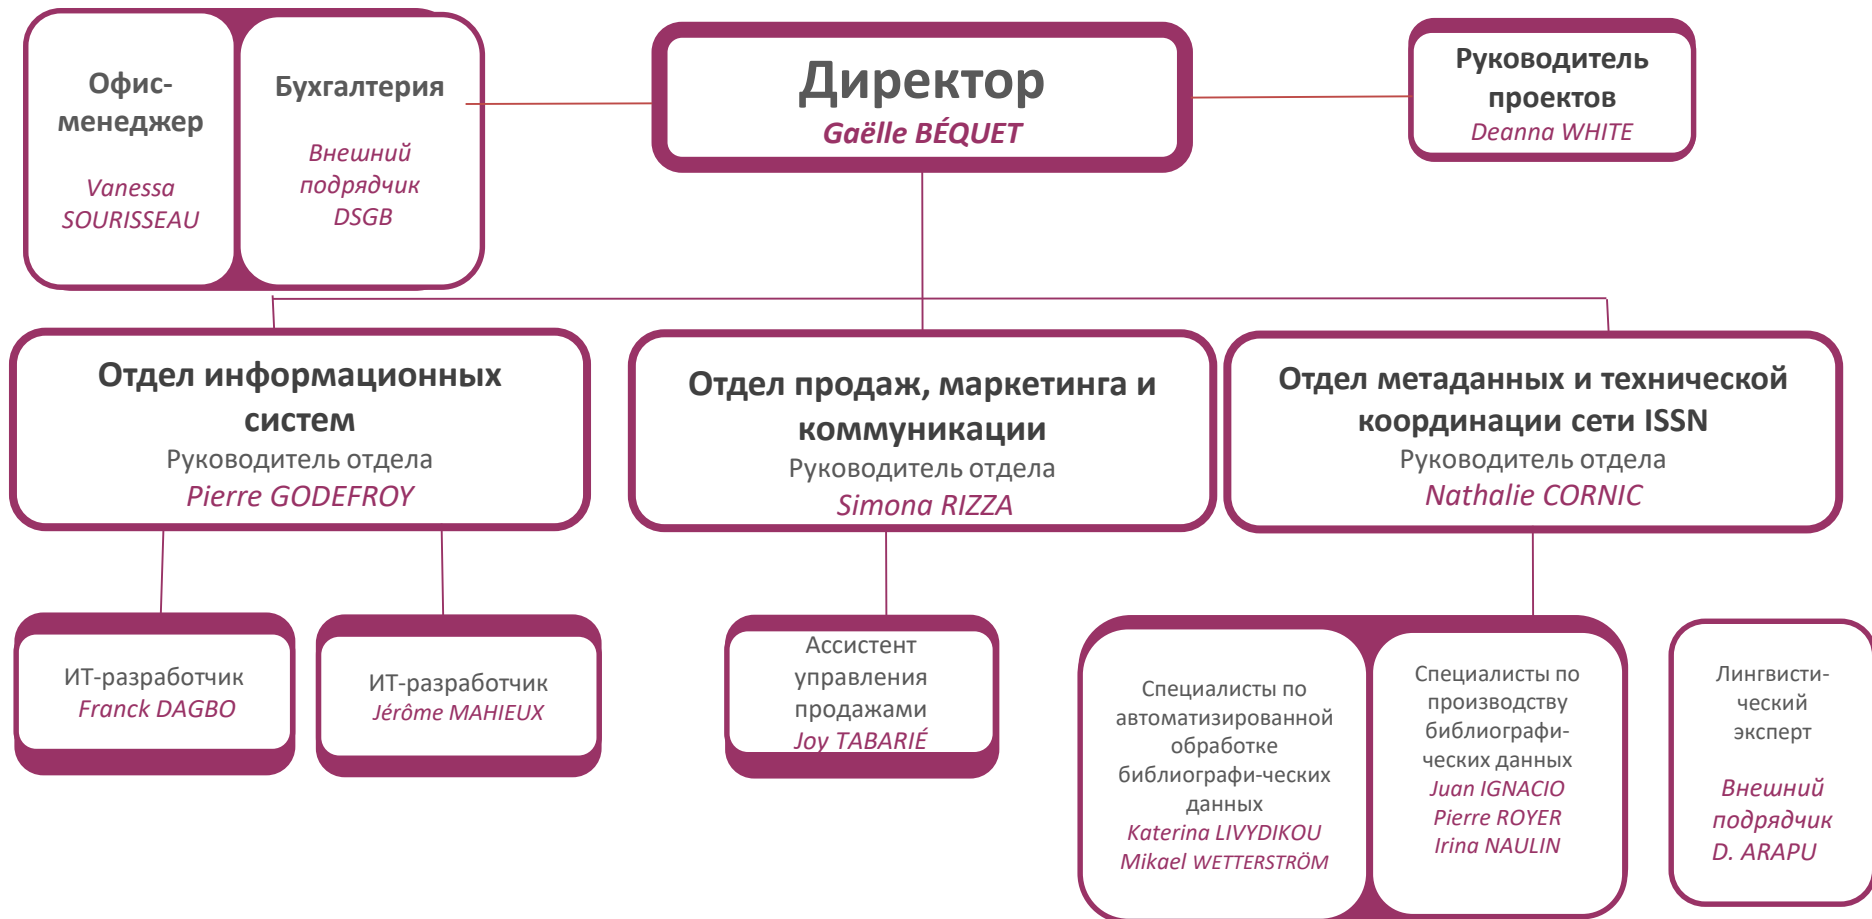 Офис-
менеджер
Vanessa
SOURISSEAU
Бухгалтерия
Внешний
подрядчик
DSGB
Директор
Gaëlle BÉQUET
Руководитель
проектов
Deanna WHITE
Отдел информационных
систем
Руководитель отдела
Pierre GODEFROY
Отдел продаж, маркетинга и
коммуникации
Руководитель отдела
Simona RIZZA
Отдел метаданных и технической
координации сети ISSN
Руководитель отдела
Nathalie CORNIC
ИТ-разработчик
Franck DAGBO
ИТ-разработчик
Jérôme MAHIEUX
Ассистент
управления
продажами
Joy TABARIÉ
Специалисты по
автоматизированной
обработке
библиографи-ческих
данных
Katerina LIVYDIKOU
Mikael WETTERSTRÖM
Специалисты по
производству
библиографи-
ческих данных
Juan IGNACIO
Pierre ROYER
Irina NAULIN
Лингвисти-
ческий
эксперт
Внешний
подрядчик
D. ARAPU